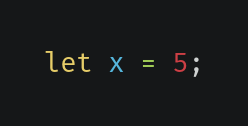 let x = 5;